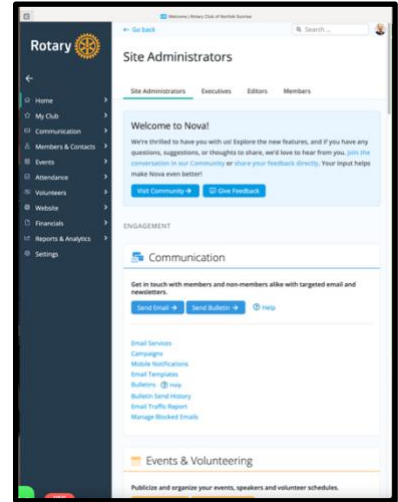 Welcome | Rotary Club of Norfolk Sunrise
Rotary
← Go back
Search ...
Site Administrators
Home
My Club
Communication
Members & Contacts
Events
Attendance
Volunteers
Website
Financials
Reports & Analytics
Settings
Site Administrators Executives Editors Members
Welcome to Nova!
We're thrilled to have you with us! Explore the new features, and if you have any
questions, suggestions, or thoughts to share, we'd love to hear from you. Join the
conversation in our Community or share your feedback directly. Your input helps
make Nova even better!
Visit Community → Give Feedback
ENGAGEMENT
Communication
Get in touch with members and non-members alike with targeted email and
newsletters.
Send Email → Send Bulletin → Help
Email Services
Campaigns
Mobile Notifications
Email Templates
Bulletins Help
Bulletin Send History
Email Traffic Report
Manage Blocked Emails
Events & Volunteering
Publicize and organize your events, speakers and volunteer schedules.